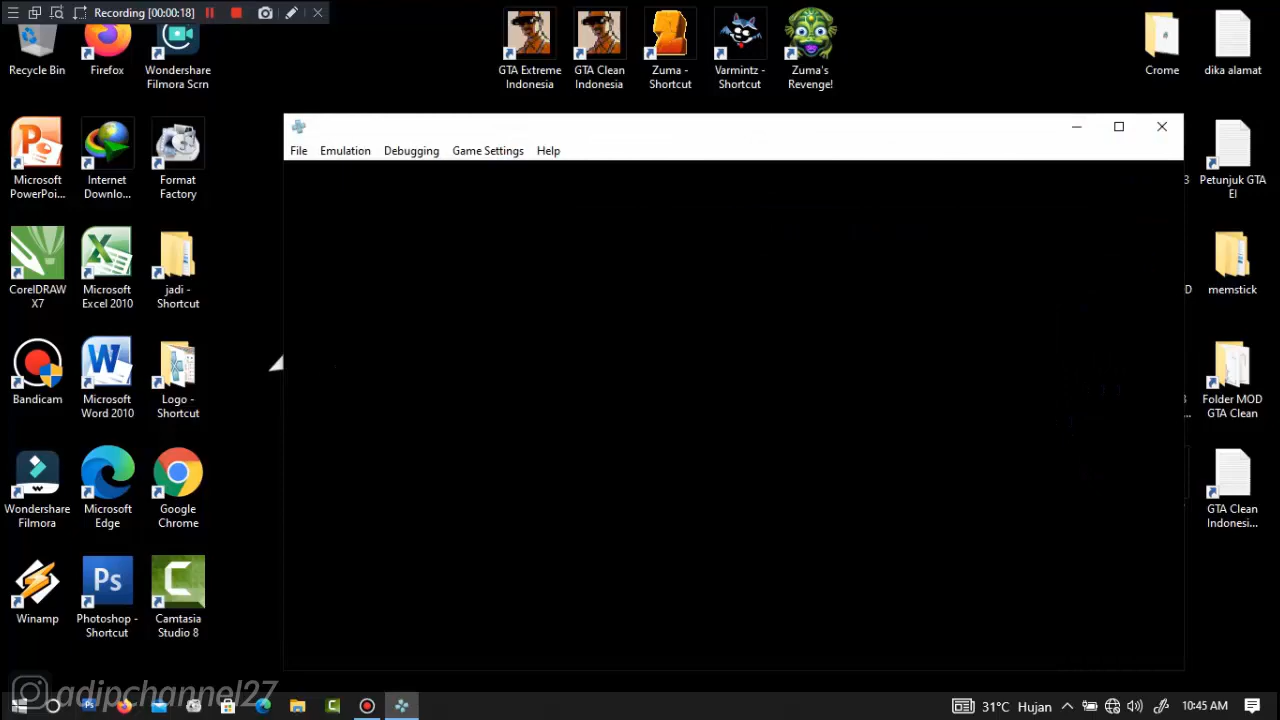 Recording [00:00:18]
Recycle Bin
Firefox
Wondershare
Filmora Scrn
GTA Extreme
Indonesia
GTA Clean
Indonesia
Zuma -
Shortcut
Varmintz -
Shortcut
Zuma's
Revenge!
Crome
dika alamat
File
Emulation
Debugging
Game Settings
Help
Microsoft
PowerPoi...
Internet
Downlo...
Format
Factory
3
Petunjuk GTA
EI
CorelDRAW
X7
Microsoft
Excel 2010
jadi -
Shortcut
D
memstick
Bandicam
Microsoft
Word 2010
Logo -
Shortcut
3
...
Folder MOD
GTA Clean
Wondershare
Filmora
Microsoft
Edge
Google
Chrome
GTA Clean
Indonesi...
Winamp
Ps
Photoshop -
Shortcut
Camtasia
Studio 8
adipchannel27
31°C Hujan
10:45 AM